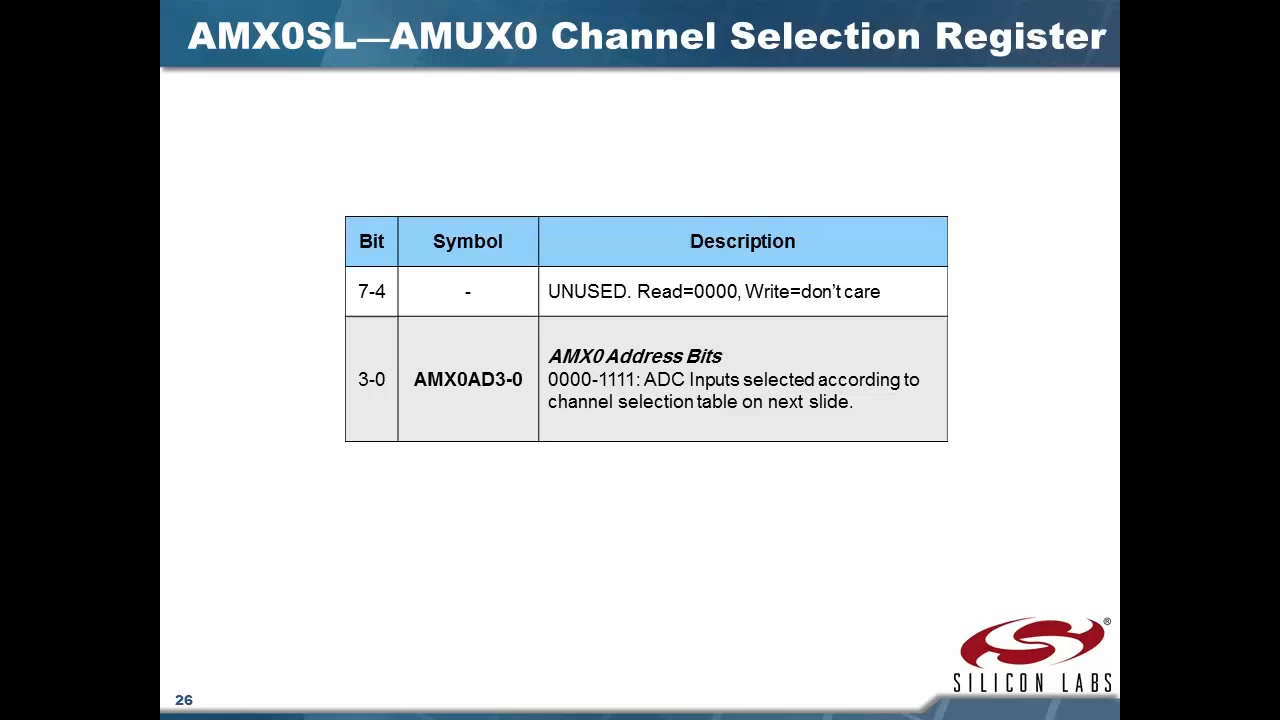 AMX0SL—AMUX0 Channel Selection Register
Bit Symbol Description
7-4 - UNUSED. Read=0000, Write=don't care
3-0 AMX0AD3-0 AMX0 Address Bits
0000-1111: ADC Inputs selected according to
channel selection table on next slide.
®
SILICON LABS
26